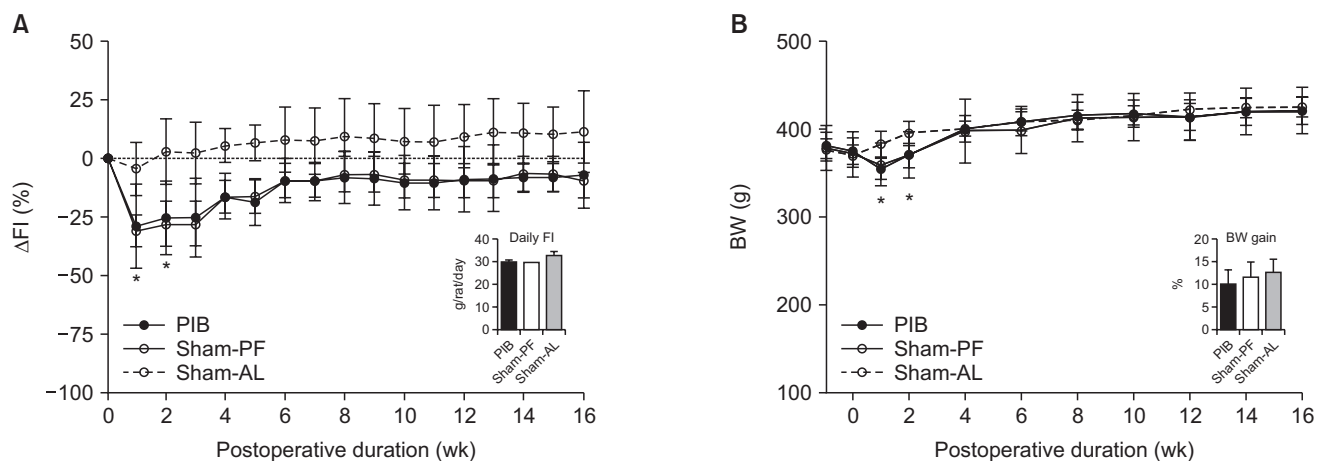 A
50
25
0
−25
−50
−75
−100
ΔFI (%)
PIB
Sham-PF
Sham-AL
Daily FI
40
30
20
10
0
g/rat/day
PIB
Sham-PF
Sham-AL
0 2 4 6 8 10 12 14 16
Postoperative duration (wk)
* *
B
500
400
300
200
100
BW (g)
* *
PIB
Sham-PF
Sham-AL
BW gain
20
15
10
5
0
%
PIB
Sham-PF
Sham-AL
0 2 4 6 8 10 12 14 16
Postoperative duration (wk)